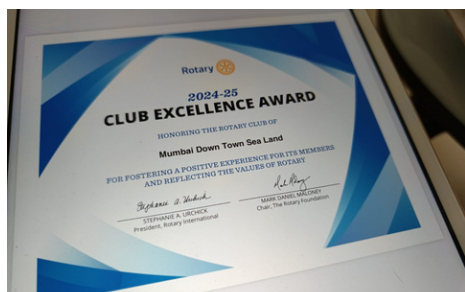 Rotary
2024-25
CLUB EXCELLENCE AWARD
HONORING THE ROTARY CLUB OF
Mumbai Down Town Sea Land
FOR FOSTERING A POSITIVE EXPERIENCE FOR ITS MEMBERS
AND REFLECTING THE VALUES OF ROTARY
Stephanie A. Urchick
STEPHANIE A. URCHICK
President, Rotary International
MARK DANIEL MALONEY
Chair, The Rotary Foundation